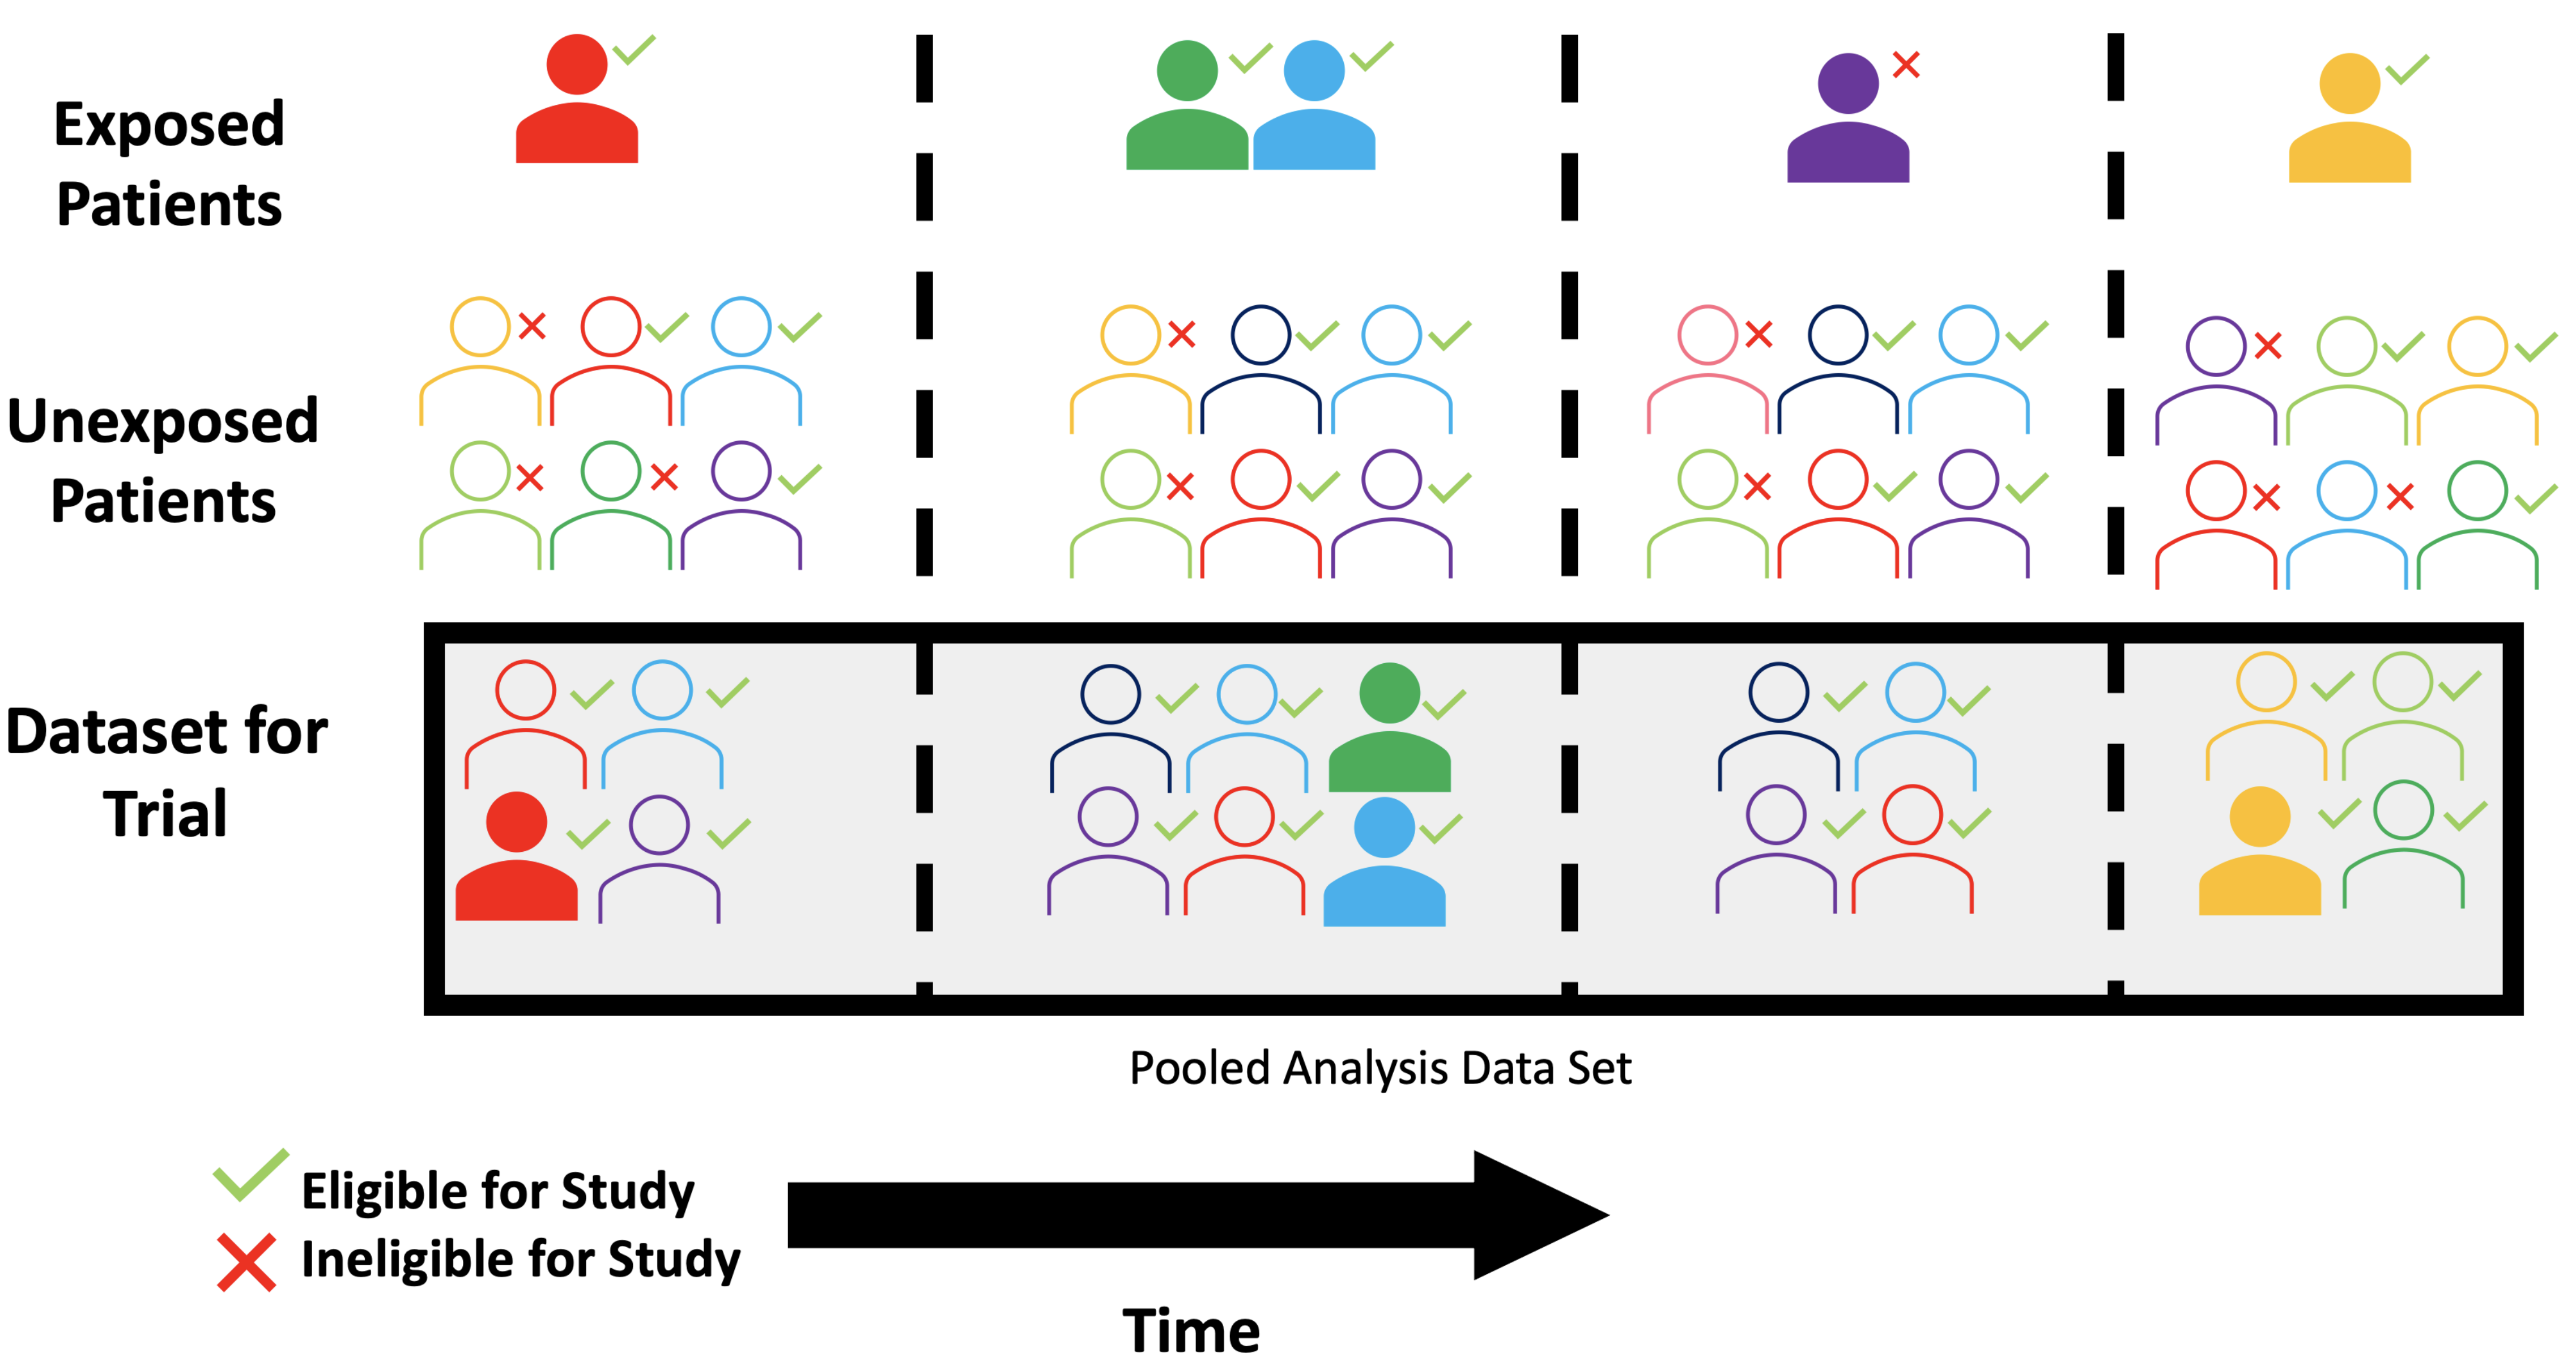 Exposed
Patients
Unexposed
Patients
Dataset for
Trial
Pooled Analysis Data Set
Eligible for Study
Ineligible for Study
Time